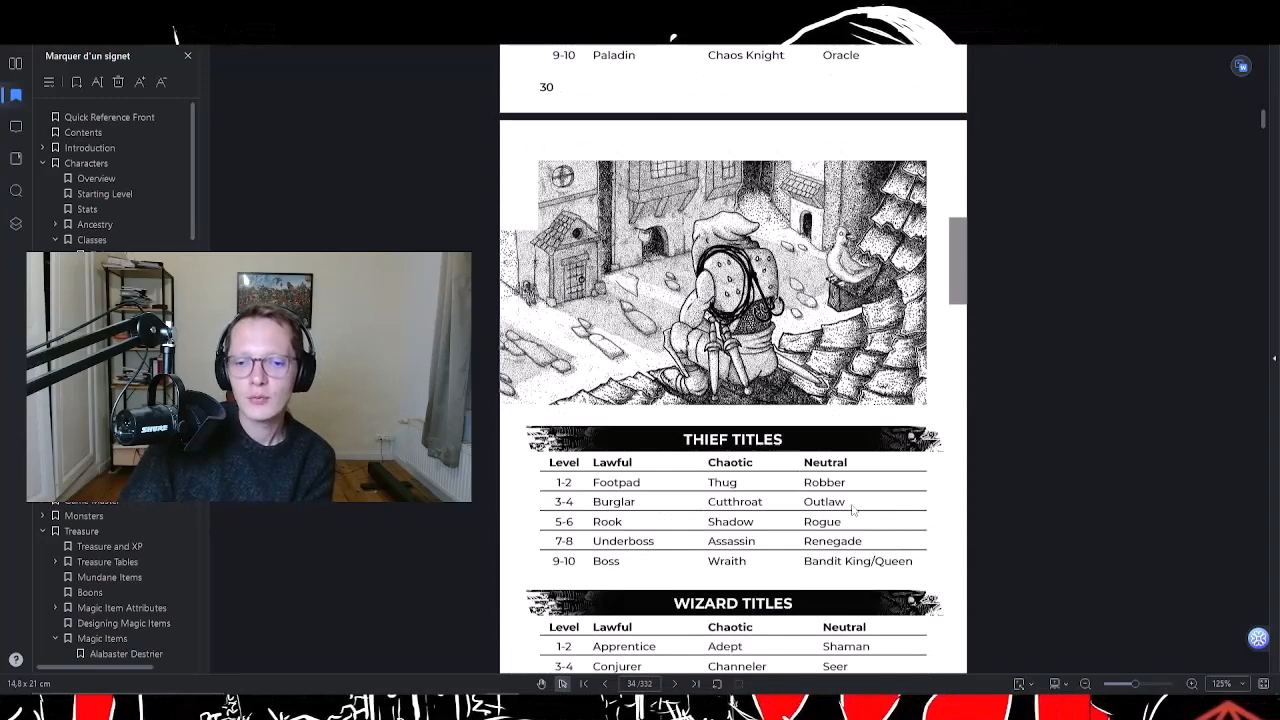 Marquer d'un signet
Quick Reference Front
Contents
Introduction
Characters
Overview
Starting Level
Stats
Ancestry
Classes
Monsters
Treasure
Treasure and XP
Treasure Tables
Mundane Items
Boons
Magic Item Attributes
Designing Magic Items
Magic Items
Alabaster Destrier
14,8 x 21 cm
SHURE
9-10 Paladin Chaos Knight Oracle
30
THIEF TITLES
Level Lawful Chaotic Neutral
1-2 Footpad Thug Robber
3-4 Burglar Cutthroat Outlaw
5-6 Rook Shadow Rogue
7-8 Underboss Assassin Renegade
9-10 Boss Wraith Bandit King/Queen
WIZARD TITLES
Level Lawful Chaotic Neutral
1-2 Apprentice Adept Shaman
3-4 Conjurer Channeler Seer
34 /332
125%